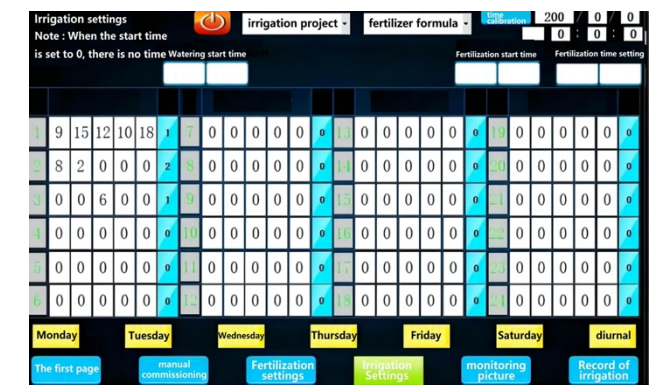 Irrigation settings
Note : When the start time
is set to 0, there is no time
irrigation project
fertilizer formula
time calibration
200 / 0 / 0
0 : 0 : 0
Watering start time
Fertilization start time
Fertilization time setting
1 9 15 12 10 18 1 7 0 0 0 0 0 0 13 0 0 0 0 0 0 19 0 0 0 0 0 0
2 8 2 0 0 0 2 8 0 0 0 0 0 0 14 0 0 0 0 0 0 20 0 0 0 0 0 0
3 0 0 6 0 0 1 9 0 0 0 0 0 0 15 0 0 0 0 0 0 21 0 0 0 0 0 0
4 0 0 0 0 0 0 10 0 0 0 0 0 0 16 0 0 0 0 0 0 22 0 0 0 0 0 0
5 0 0 0 0 0 0 11 0 0 0 0 0 0 17 0 0 0 0 0 0 23 0 0 0 0 0 0
6 0 0 0 0 0 0 12 0 0 0 0 0 0 18 0 0 0 0 0 0 24 0 0 0 0 0 0
Monday Tuesday Wednesday Thursday Friday Saturday diurnal
The first page
manual
commissioning
Fertilization
settings
Irrigation
Settings
monitoring
picture
Record of
irrigation